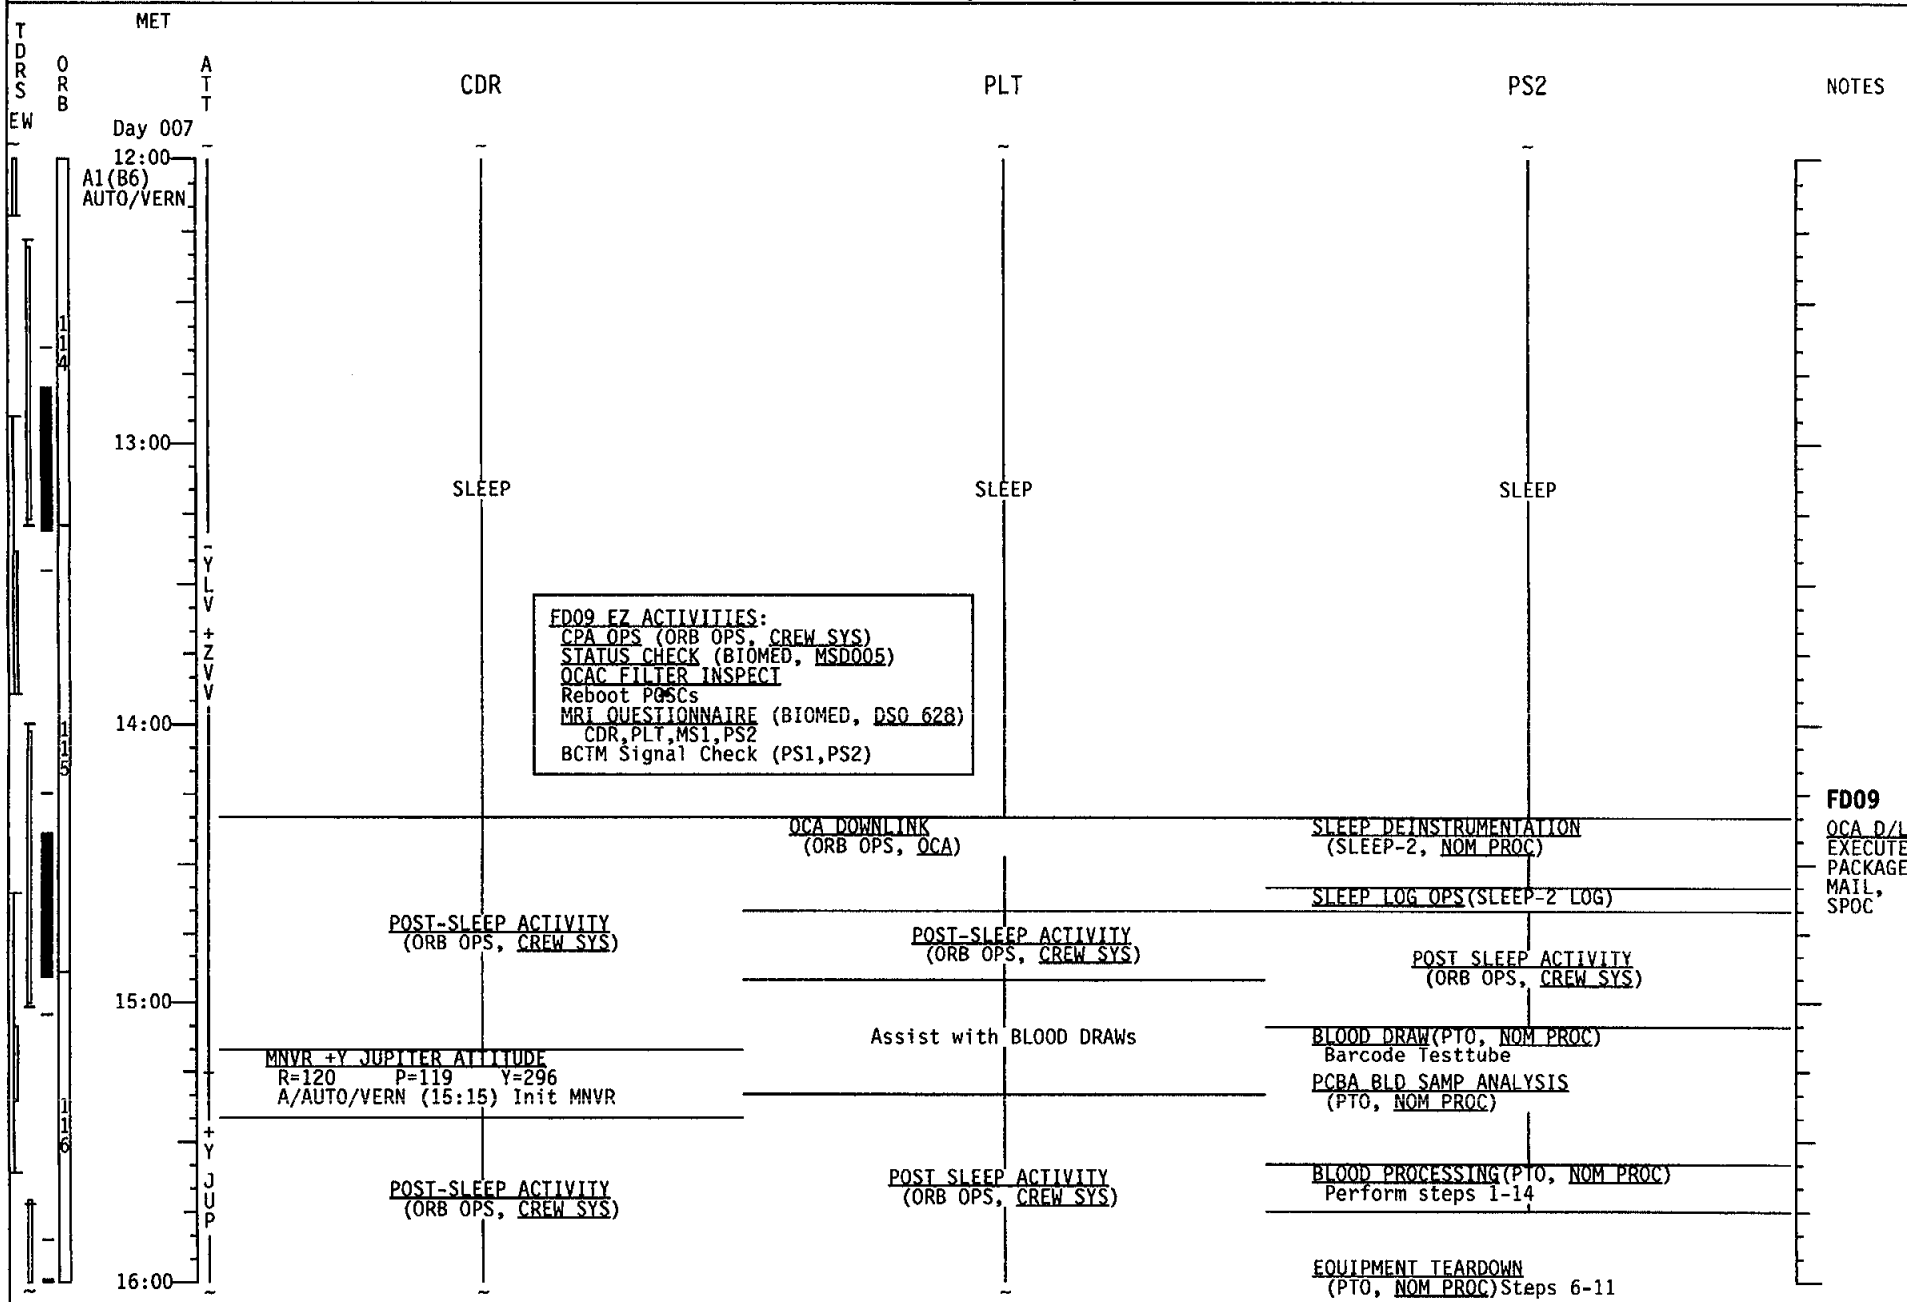 MET
TDRS
ORB
ATT
CDR
PLT
PS2
NOTES
EW
Day 007
12:00
A1(B6)
AUTO/VERN
114
13:00
SLEEP
SLEEP
SLEEP
-YLV +ZVV
FD09 EZ ACTIVITIES:
CPA OPS (ORB OPS, CREW SYS)
STATUS CHECK (BIOMED, MSD005)
OCAC FILTER INSPECT
Reboot PGSCs
MRI QUESTIONNAIRE (BIOMED, DSO 628)
CDR,PLT,MS1,PS2
BCTM Signal Check (PS1,PS2)
14:00
115
FD09
OCA DOWNLINK
(ORB OPS, OCA)
SLEEP DEINSTRUMENTATION
(SLEEP-2, NOM PROC)
OCA D/L
EXECUTE
PACKAGE
MAIL,
SPOC
SLEEP LOG OPS(SLEEP-2 LOG)
POST-SLEEP ACTIVITY
(ORB OPS, CREW SYS)
POST-SLEEP ACTIVITY
(ORB OPS, CREW SYS)
POST SLEEP ACTIVITY
(ORB OPS, CREW SYS)
15:00
Assist with BLOOD DRAWs
BLOOD DRAW(PTO, NOM PROC)
Barcode Testtube
MNVR +Y JUPITER ATTITUDE
R=120 P=119 Y=296
A/AUTO/VERN (15:15) Init MNVR
PCBA BLD SAMP ANALYSIS
(PTO, NOM PROC)
116
+Y JUP
POST-SLEEP ACTIVITY
(ORB OPS, CREW SYS)
POST SLEEP ACTIVITY
(ORB OPS, CREW SYS)
BLOOD PROCESSING(PTO, NOM PROC)
Perform steps 1-14
16:00
EQUIPMENT TEARDOWN
(PTO, NOM PROC)Steps 6-11